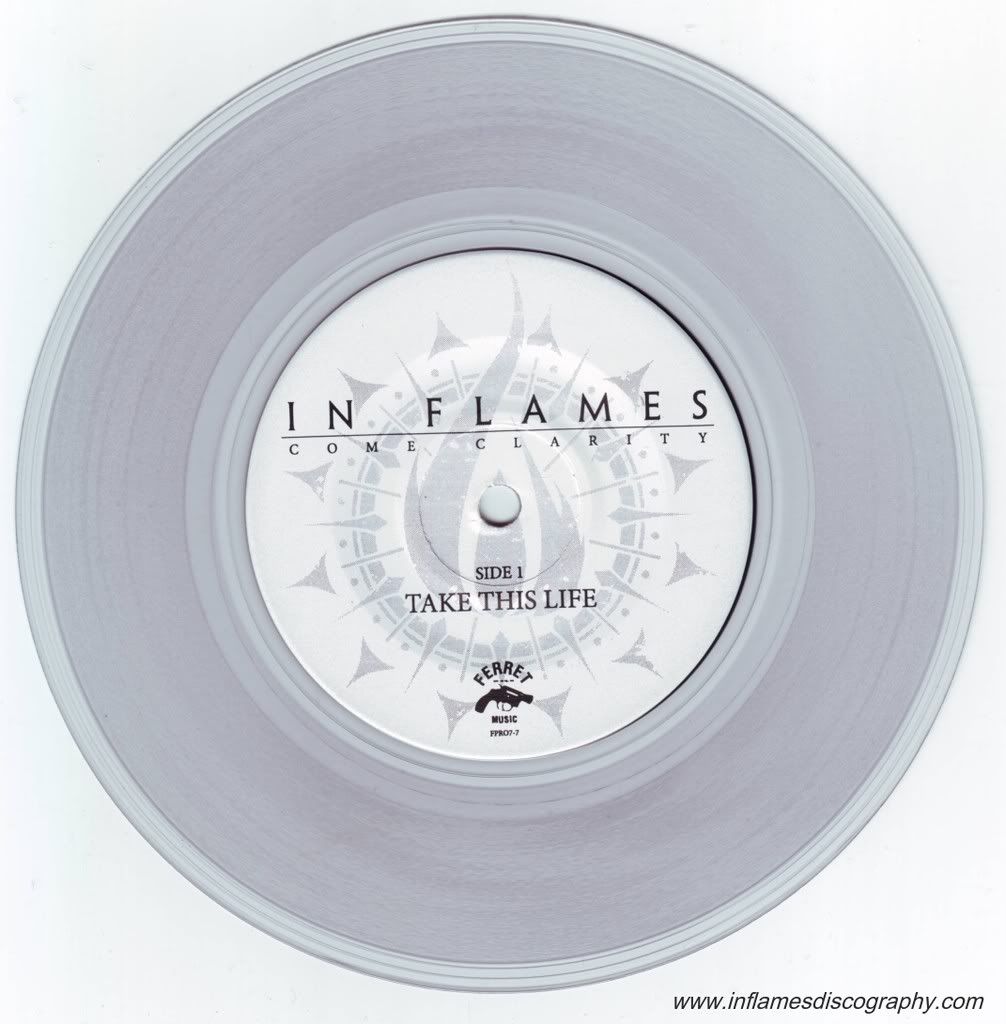 IN FLAMES
COME CLARITY
SIDE 1
TAKE THIS LIFE
FERRET
MUSIC
FPRO7-7
www.inflamesdiscography.com